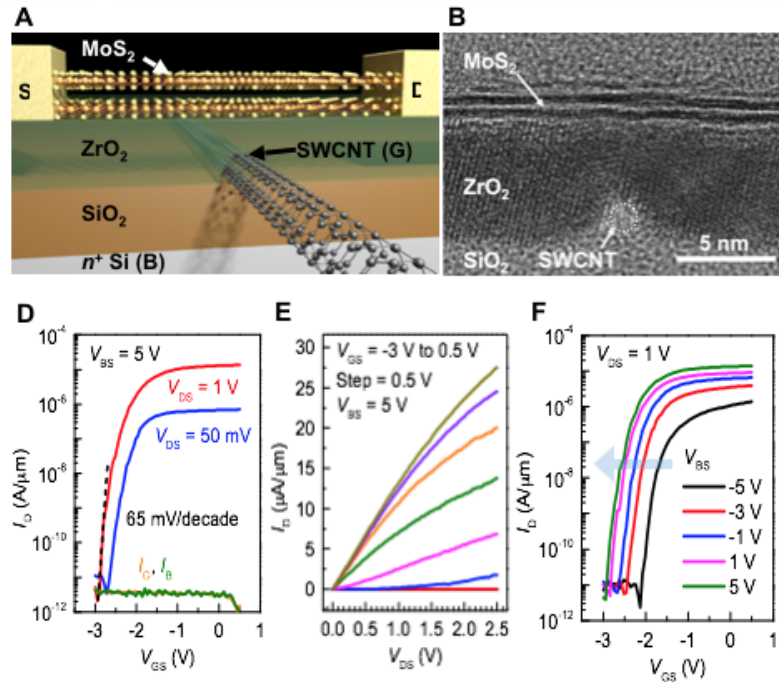 A
MoS2
S
D
ZrO2
SWCNT (G)
SiO2
n+ Si (B)
B
MoS2
ZrO2
SiO2
SWCNT
5 nm
D
10-4
10-6
10-8
10-10
10-12
ID (A/μm)
VBS = 5 V
VDS = 1 V
VDS = 50 mV
65 mV/decade
IG, IB
-3 -2 -1 0 1
VGS (V)
E
30
25
20
15
10
5
0
ID (μA/μm)
VGS = -3 V to 0.5 V
Step = 0.5 V
VBS = 5 V
0.0 0.5 1.0 1.5 2.0 2.5
VDS (V)
F
10-4
10-6
10-8
10-10
10-12
ID (A/μm)
VDS = 1 V
VBS
-5 V
-3 V
-1 V
1 V
5 V
-3 -2 -1 0 1
VGS (V)